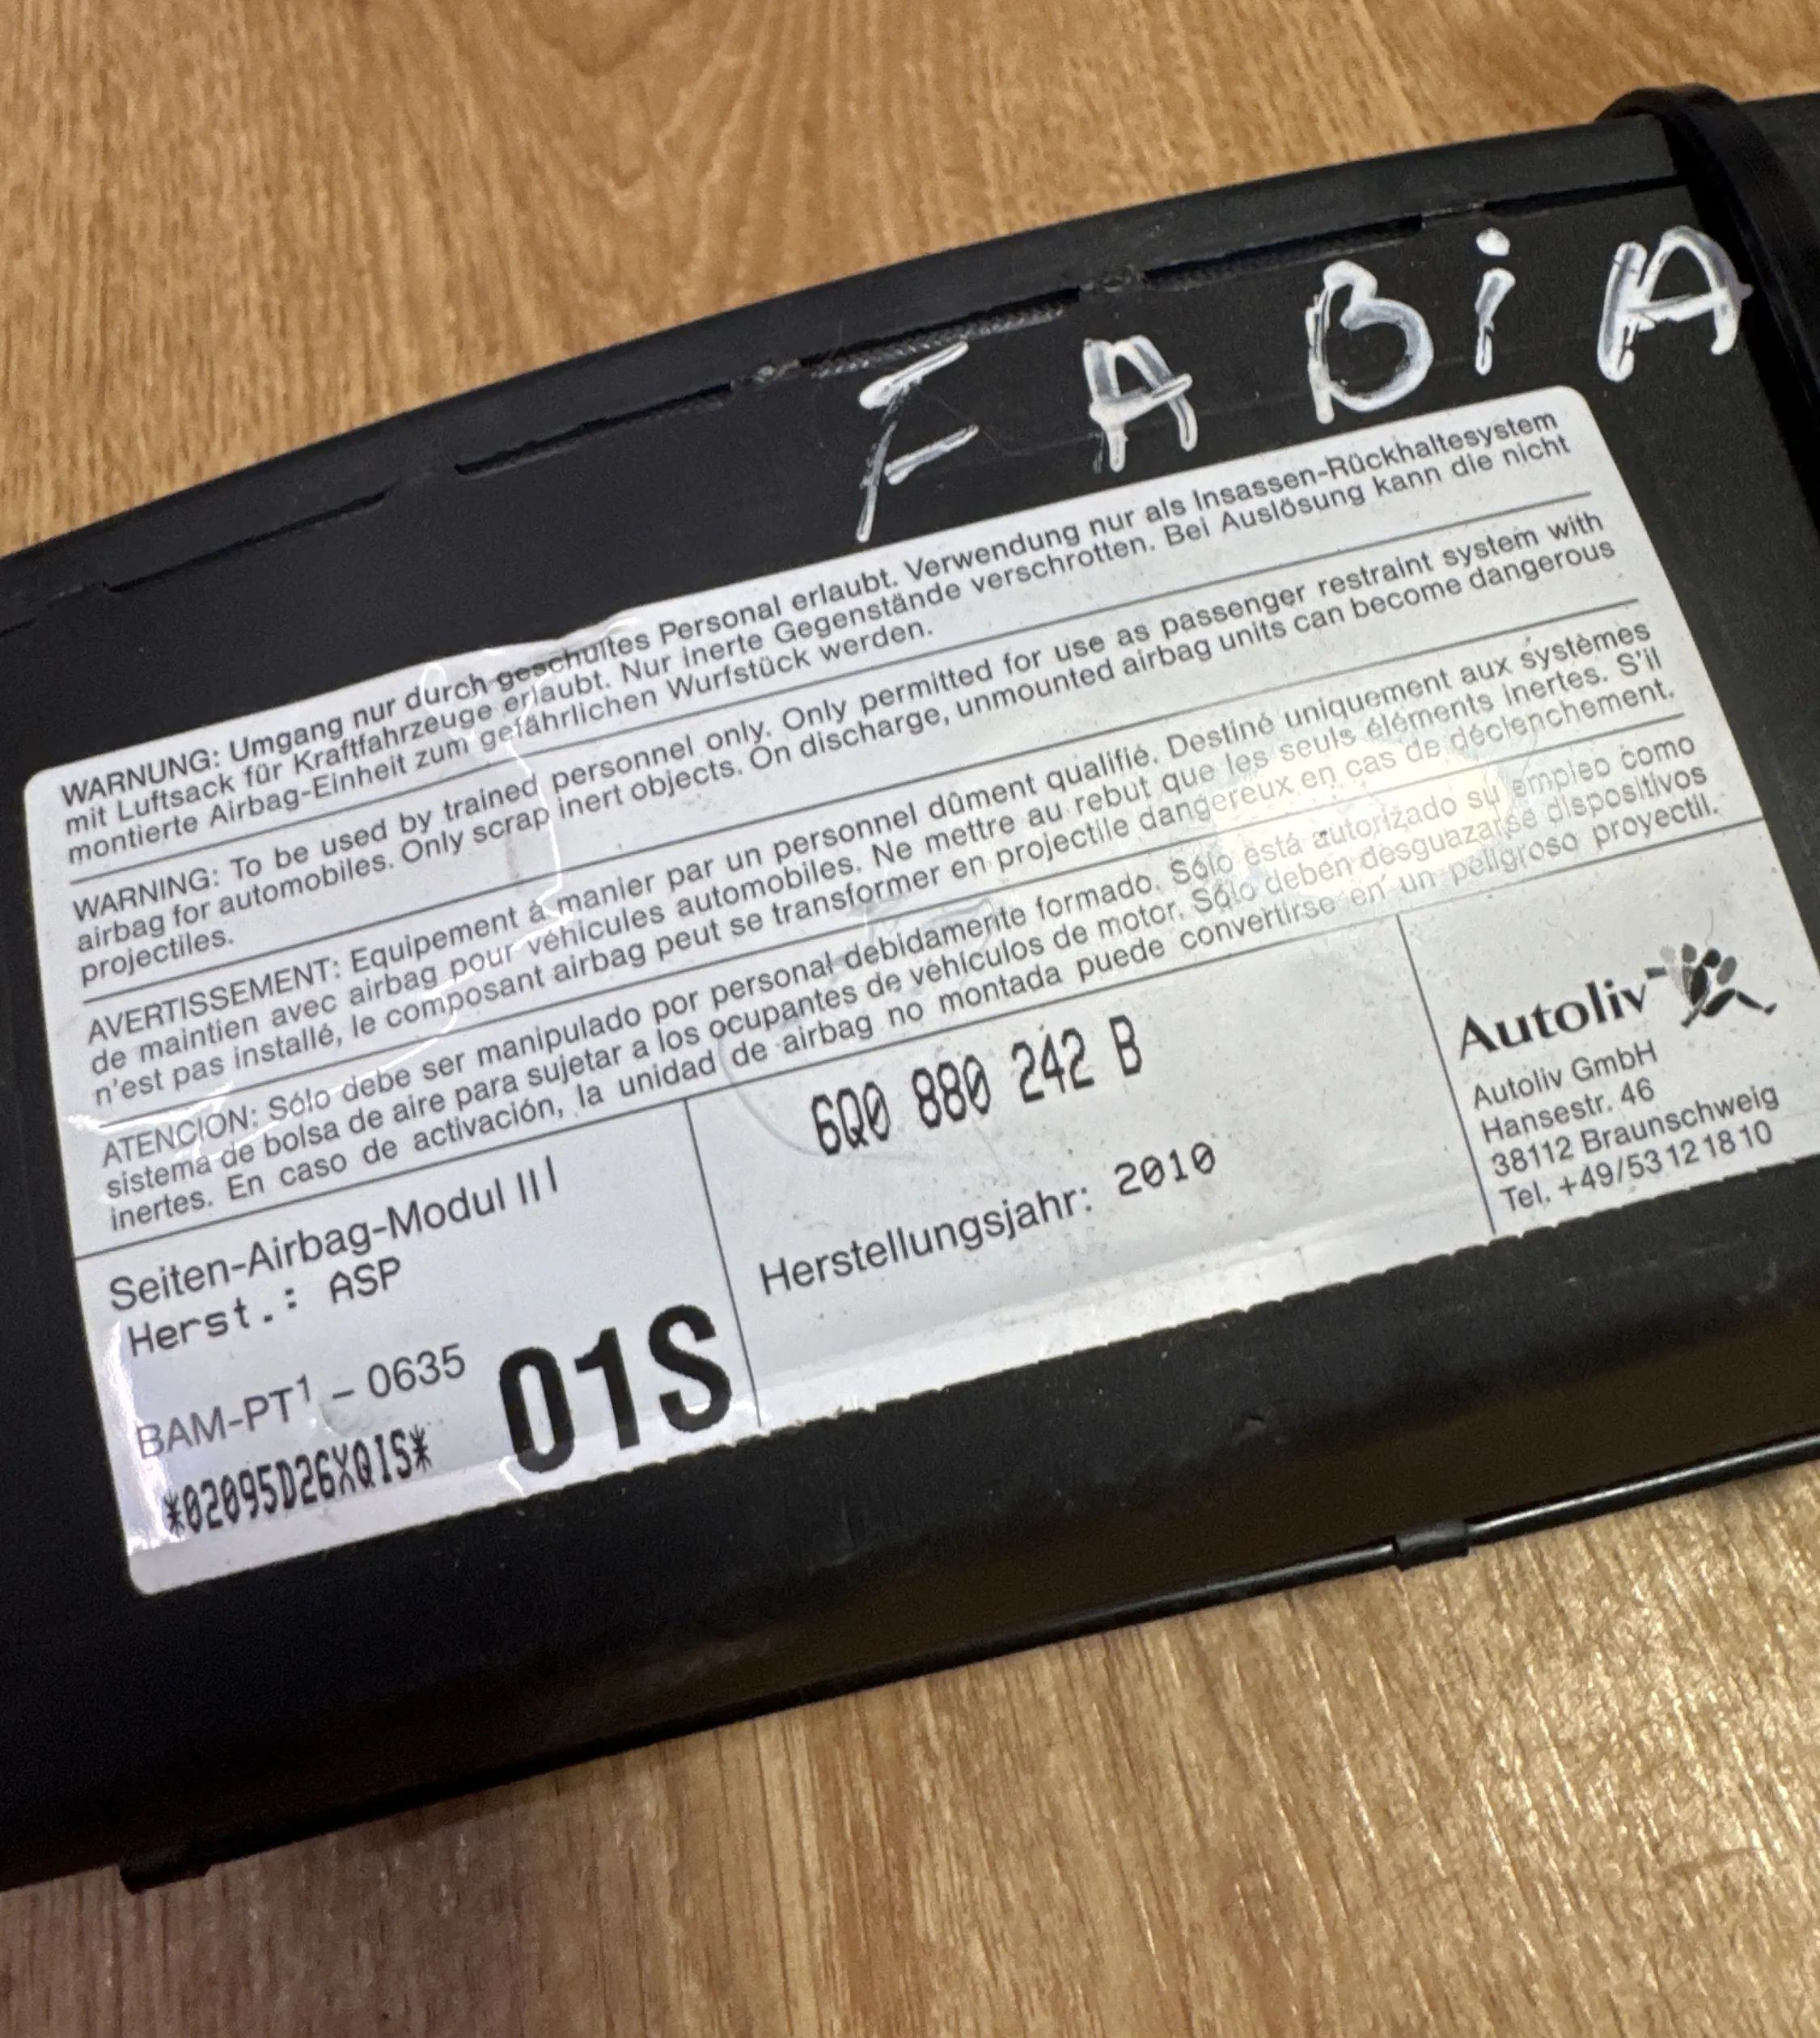 FABiA
WARNUNG: Umgang nur durch geschultes Personal erlaubt. Verwendung nur als Insassen-Rückhaltesystem
mit Luftsack für Kraftfahrzeuge erlaubt. Nur inerte Gegenstände verschrotten. Bei Auslösung kann die nicht
montierte Airbag-Einheit zum gefährlichen Wurfstück werden.
WARNING: To be used by trained personnel only. Only permitted for use as passenger restraint system with
airbag for automobiles. Only scrap inert objects. On discharge, unmounted airbag units can become dangerous
projectiles.
AVERTISSEMENT: Equipement à manier par un personnel dûment qualifié. Destiné uniquement aux systèmes
de maintien avec airbag pour véhicules automobiles. Ne mettre au rebut que les seuls éléments inertes. S'il
n'est pas installé, le composant airbag peut se transformer en projectile dangereux en cas de déclenchement.
ATENCION: Sólo debe ser manipulado por personal debidamente formado. Sólo está autorizado su empleo como
sistema de bolsa de aire para sujetar a los ocupantes de vehículos de motor. Sólo deben desguazarse dispositivos
inertes. En caso de activación, la unidad de airbag no montada puede convertirse en un peligroso proyectil.
Seiten-Airbag-Modul III
Herst.: ASP
BAM-PT1 – 0635
*02095D26XQIS*
01S
6Q0 880 242 B
Herstellungsjahr: 2010
Autoliv
Autoliv GmbH
Hansestr. 46
38112 Braunschweig
Tel. +49/53 12 18 10